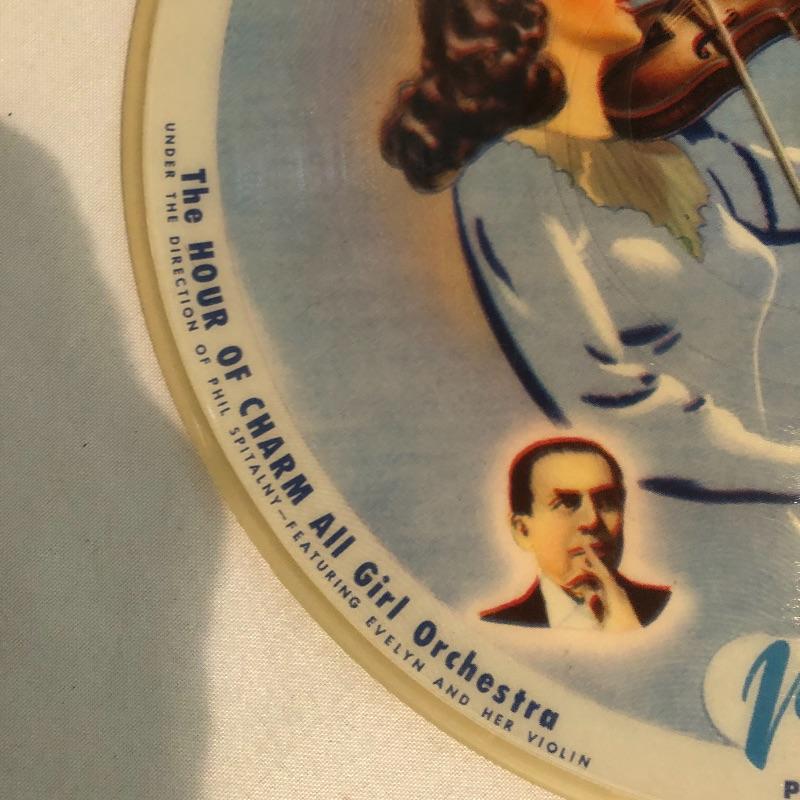 The HOUR OF CHARM All Girl Orchestra
UNDER THE DIRECTION OF PHIL SPITALNY—FEATURING EVELYN AND HER VIOLIN